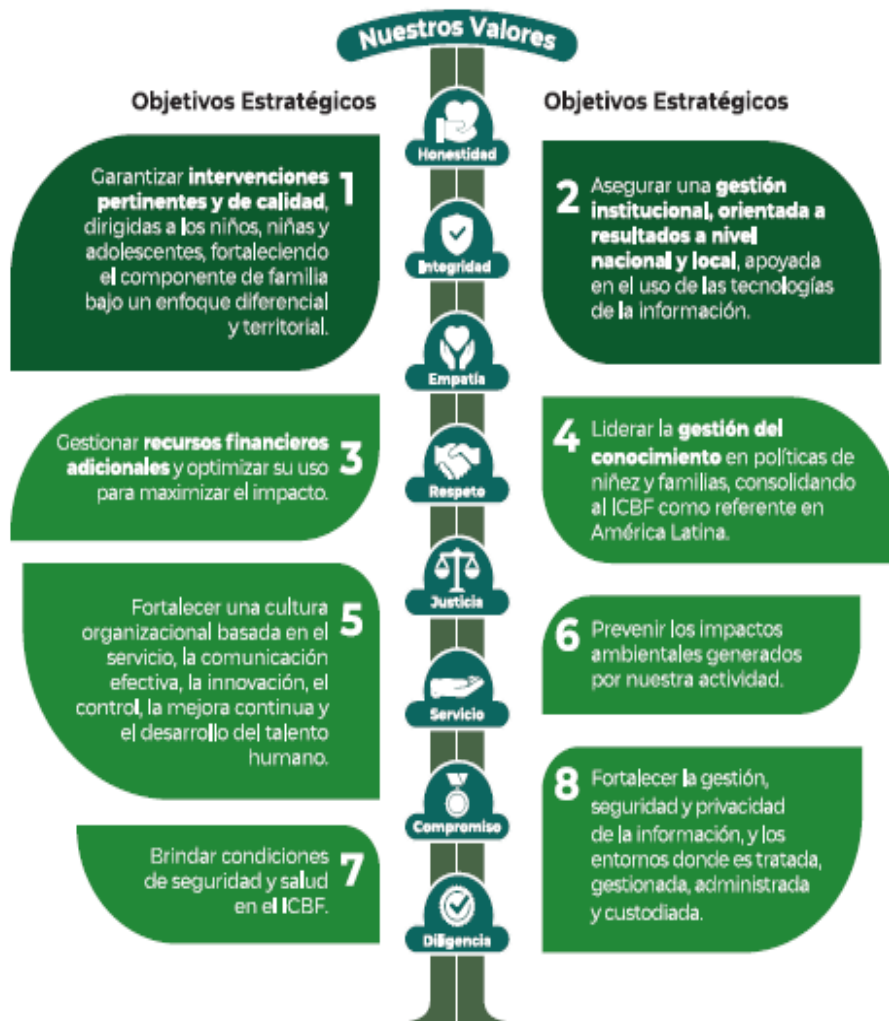 Nuestros Valores
Objetivos Estratégicos
Objetivos Estratégicos
Honestidad
Integridad
Empatía
Respeto
Justicia
Servicio
Compromiso
Diligencia
1
Garantizar intervenciones
pertinentes y de calidad,
dirigidas a los niños, niñas y
adolescentes, fortaleciendo
el componente de familia
bajo un enfoque diferencial
y territorial.
2
Asegurar una gestión
institucional, orientada a
resultados a nivel
nacional y local, apoyada
en el uso de las tecnologías
de la información.
3
Gestionar recursos financieros
adicionales y optimizar su uso
para maximizar el impacto.
4
Liderar la gestión del
conocimiento en políticas de
niñez y familias, consolidando
al ICBF como referente en
América Latina.
5
Fortalecer una cultura
organizacional basada en el
servicio, la comunicación
efectiva, la innovación, el
control, la mejora continua y
el desarrollo del talento
humano.
6
Prevenir los impactos
ambientales generados
por nuestra actividad.
7
Brindar condiciones
de seguridad y salud
en el ICBF.
8
Fortalecer la gestión,
seguridad y privacidad
de la información, y los
entornos donde es tratada,
gestionada, administrada
y custodiada.